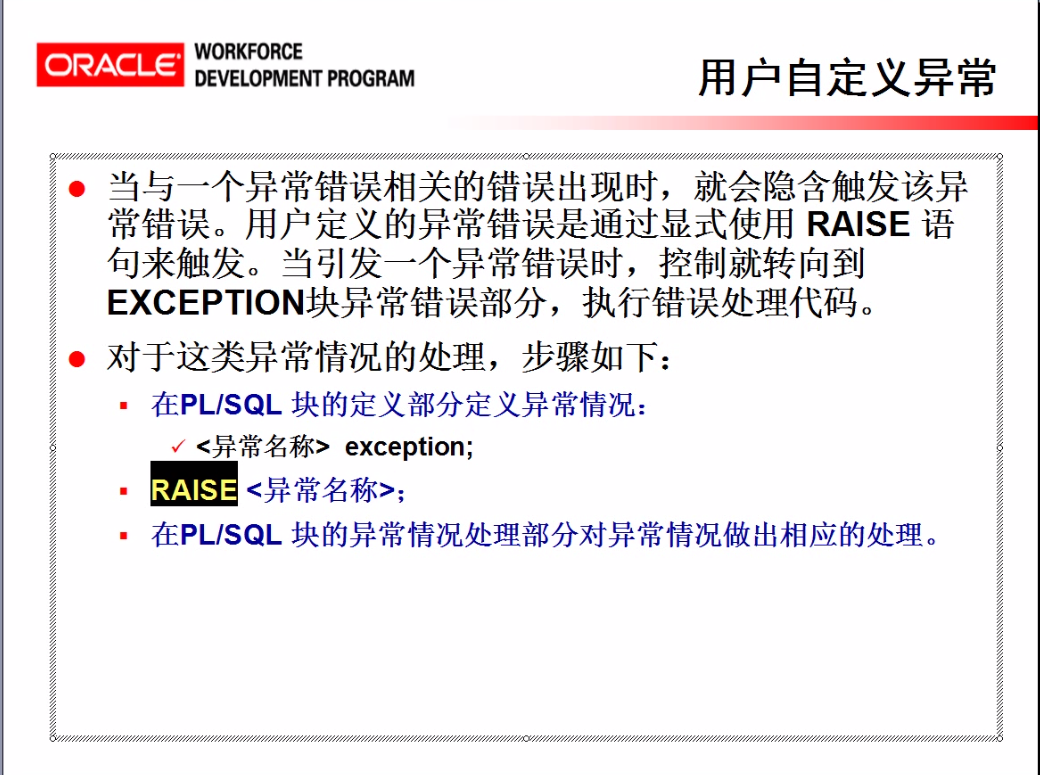 ORACLE
WORKFORCE
DEVELOPMENT PROGRAM
用户自定义异常
当与一个异常错误相关的错误出现时，就会隐含触发该异
常错误。用户定义的异常错误是通过显式使用 RAISE 语
句来触发。当引发一个异常错误时，控制就转向到
EXCEPTION块异常错误部分，执行错误处理代码。
对于这类异常情况的处理，步骤如下：
在PL/SQL 块的定义部分定义异常情况：
<异常名称> exception;
RAISE <异常名称>；
在PL/SQL 块的异常情况处理部分对异常情况做出相应的处理。